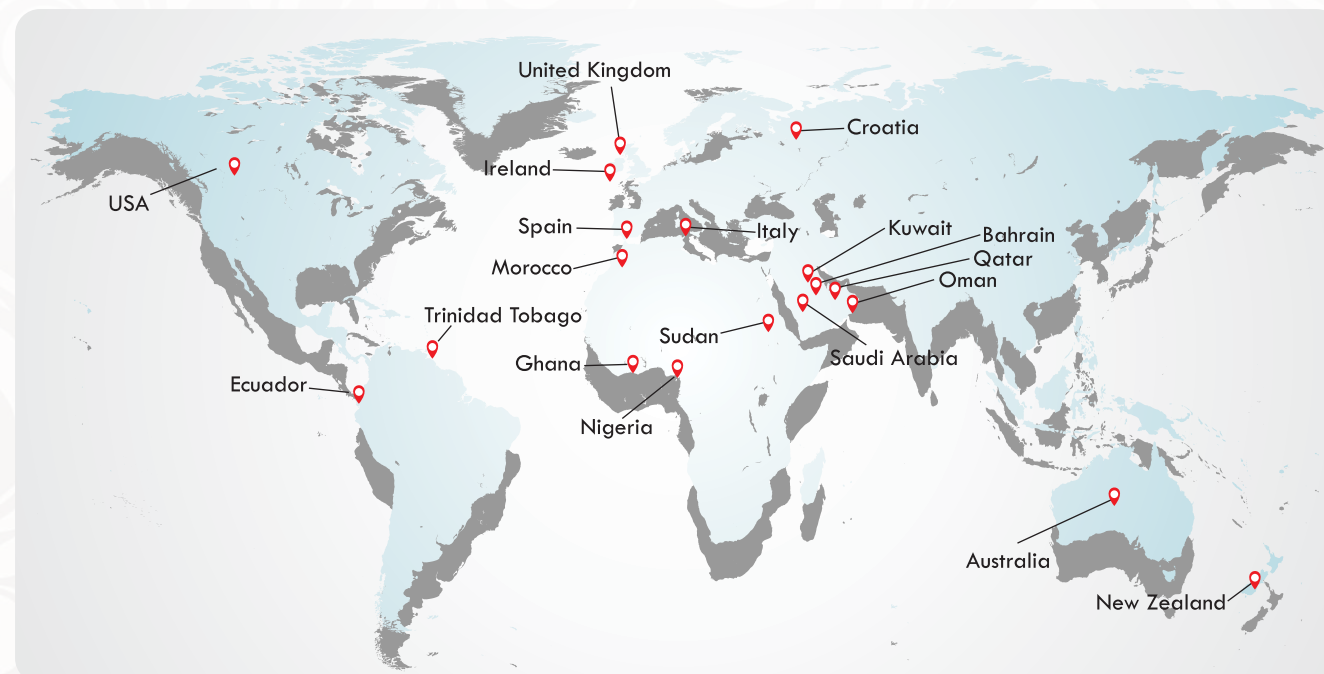 United Kingdom
Croatia
Ireland
USA
Spain
Italy
Kuwait
Bahrain
Morocco
Qatar
Oman
Trinidad Tobago
Sudan
Ghana
Saudi Arabia
Ecuador
Nigeria
Australia
New Zealand